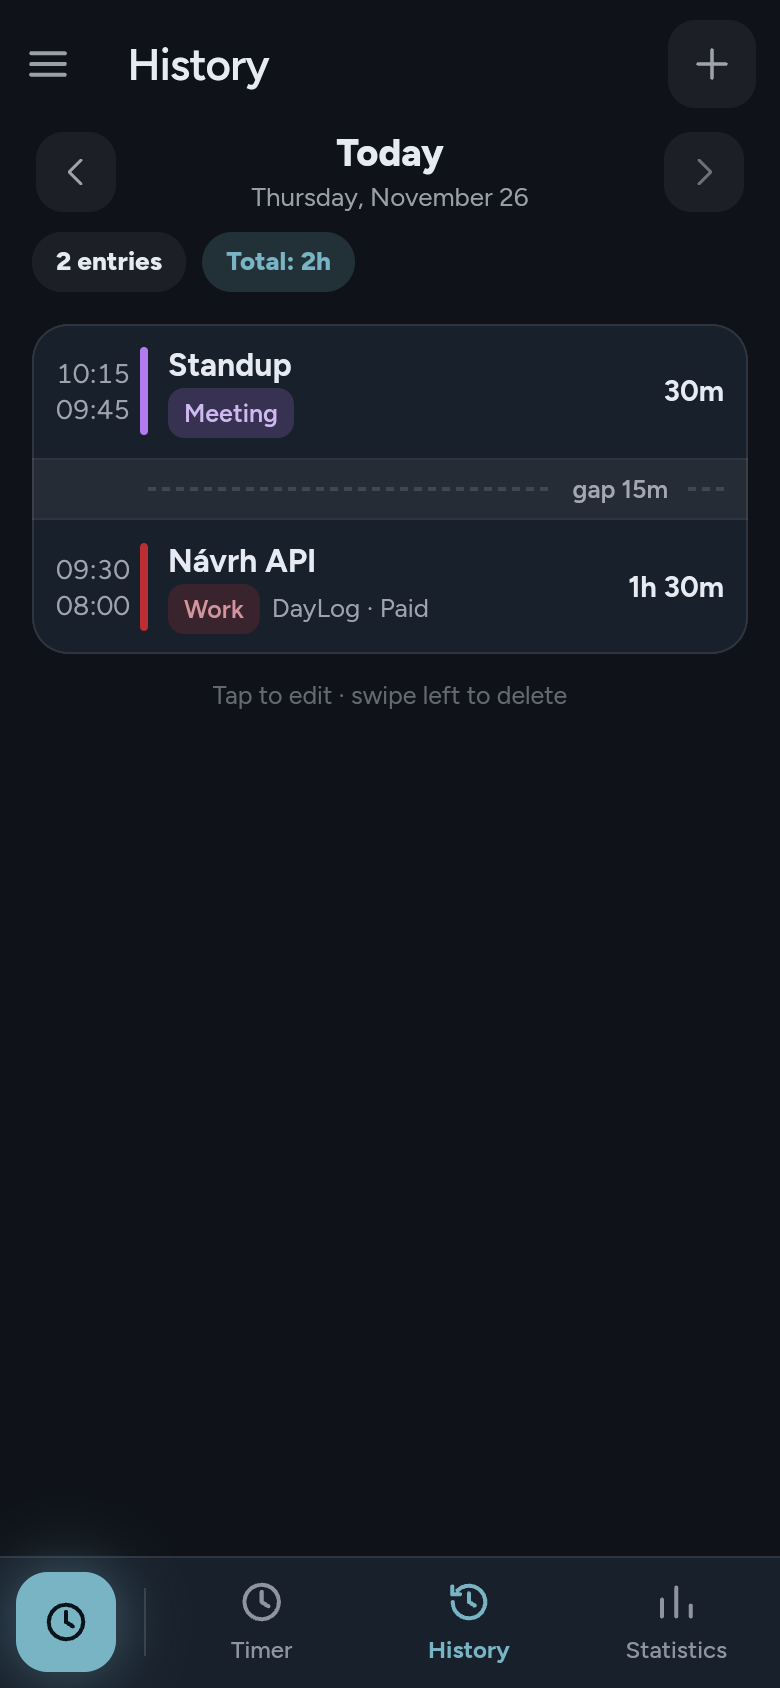 History
Today
Thursday, November 26
2 entries
Total: 2h
10:15
09:45
Standup
Meeting
30m
gap 15m
09:30
08:00
Návrh API
Work
DayLog · Paid
1h 30m
Tap to edit · swipe left to delete
Timer
History
Statistics